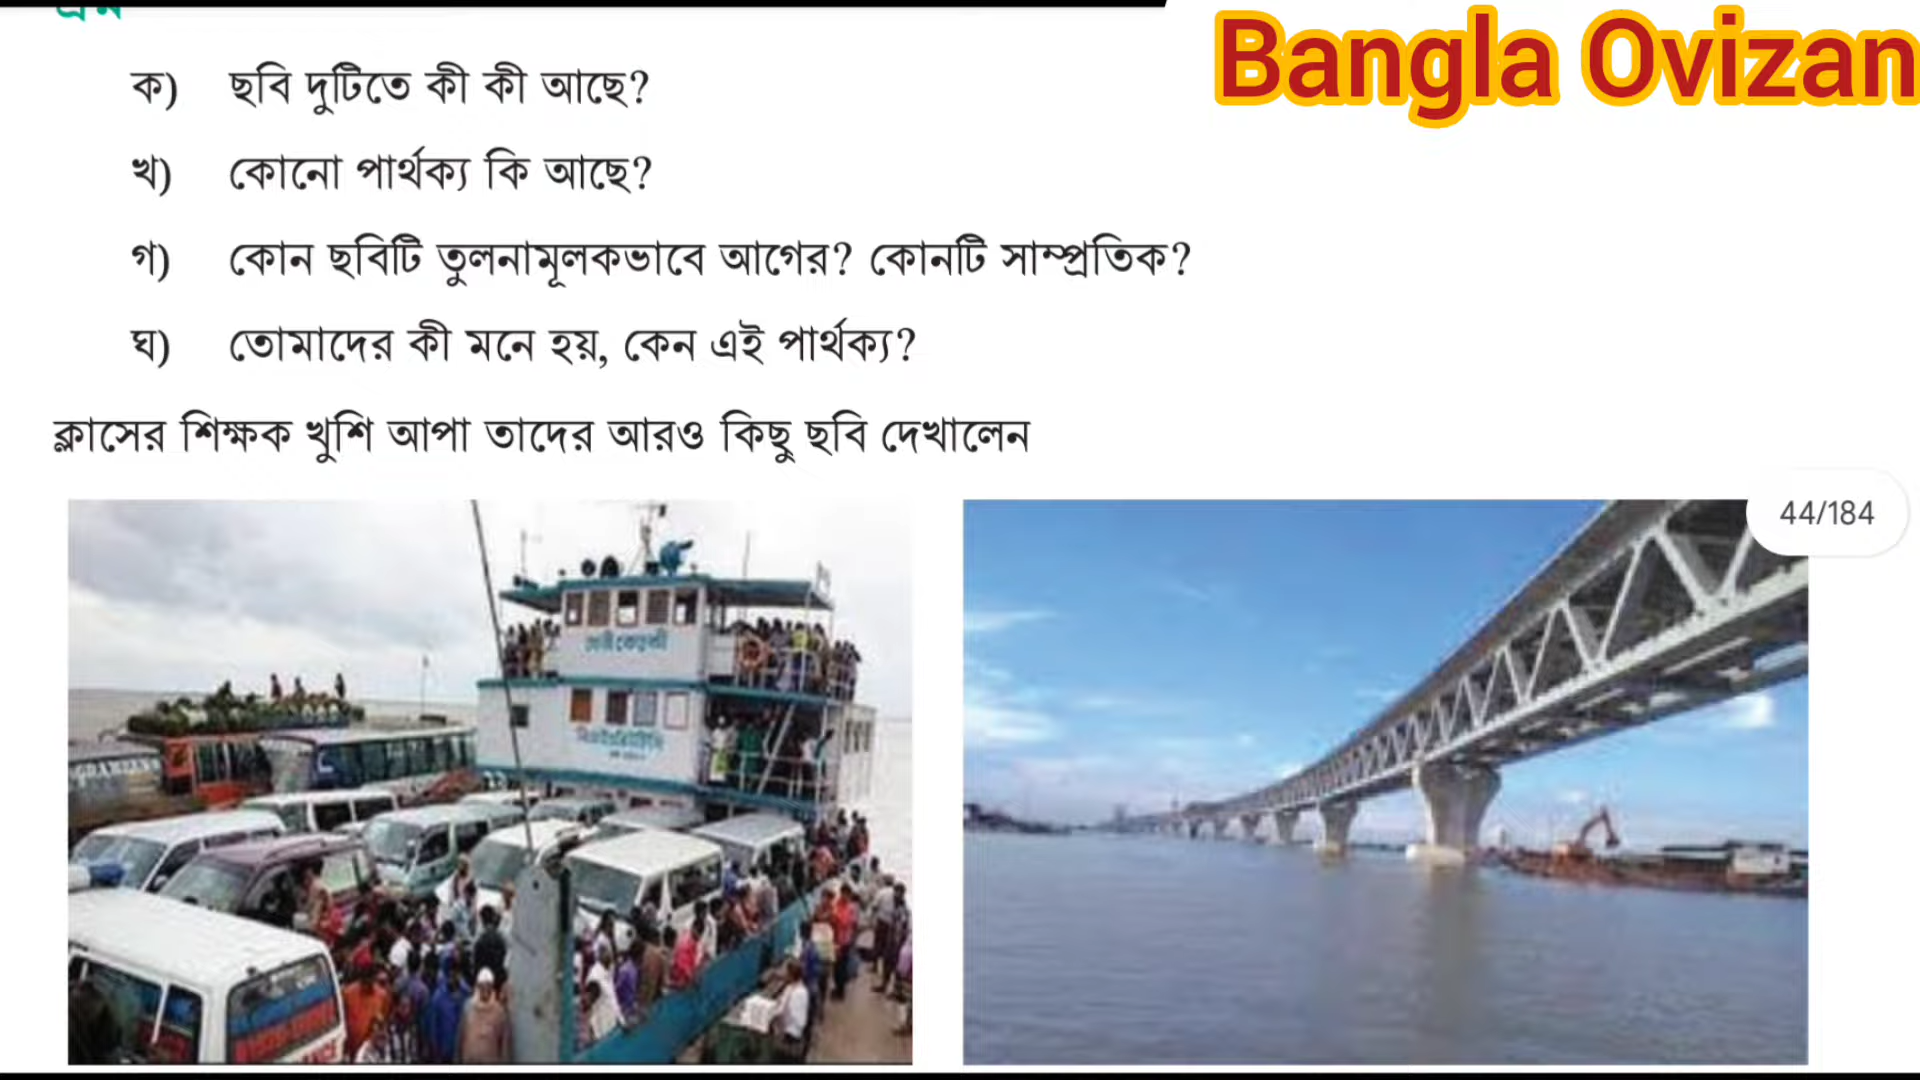 Bangla Ovizan
ক) ছবি দুটিতে কী কী আছে?
খ) কোনো পার্থক্য কি আছে?
গ) কোন ছবিটি তুলনামূলকভাবে আগের? কোনটি সাম্প্রতিক?
ঘ) তোমাদের কী মনে হয়, কেন এই পার্থক্য?
ক্লাসের শিক্ষক খুশি আপা তাদের আরও কিছু ছবি দেখালেন
44/184